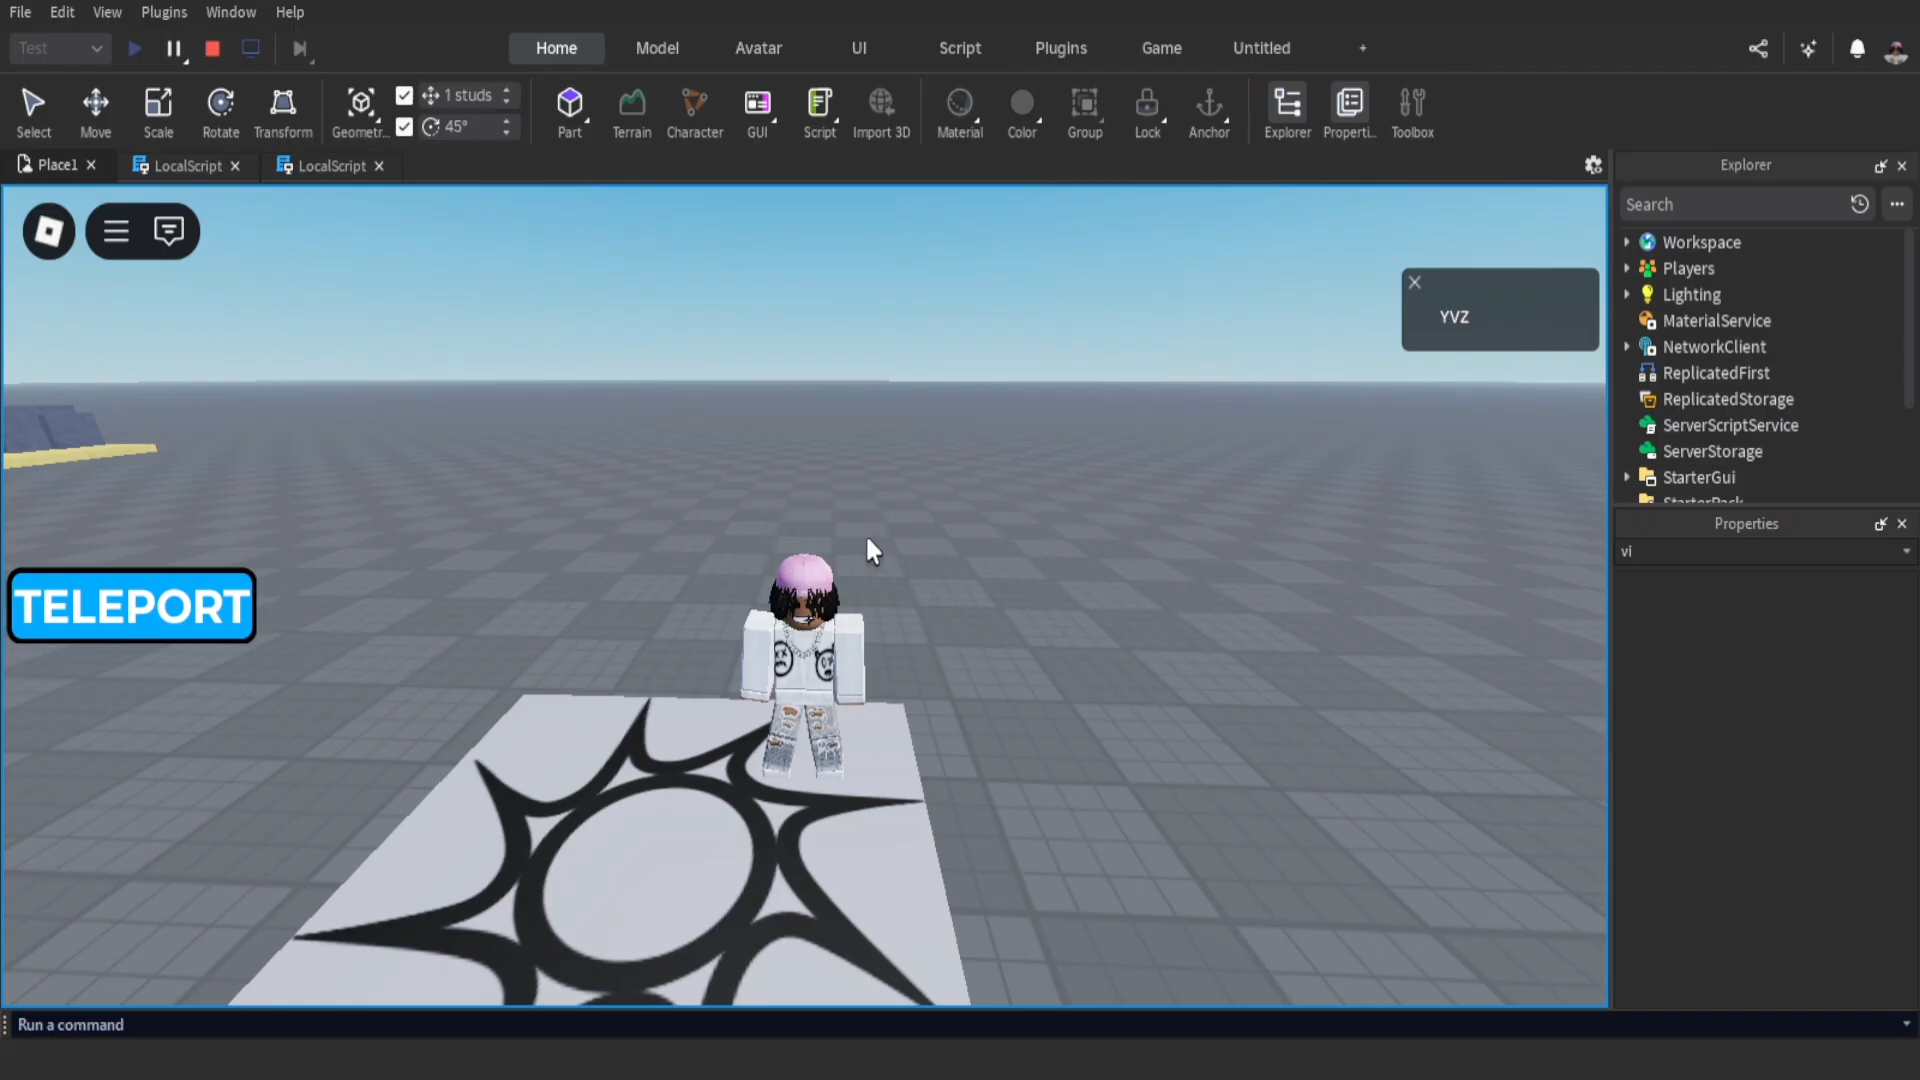 File Edit View Plugins Window Help
Test
Home Model Avatar UI Script Plugins Game Untitled +
1 studs
45°
Select Move Scale Rotate Transform Geometr... Part Terrain Character GUI Script Import 3D Material Color Group Lock Anchor Explorer Properti... Toolbox
Place1 LocalScript LocalScript
Explorer
Search
Workspace
Players
Lighting
MaterialService
NetworkClient
ReplicatedFirst
ReplicatedStorage
ServerScriptService
ServerStorage
StarterGui
StarterPack
Properties
vi
YVZ
TELEPORT
Run a command